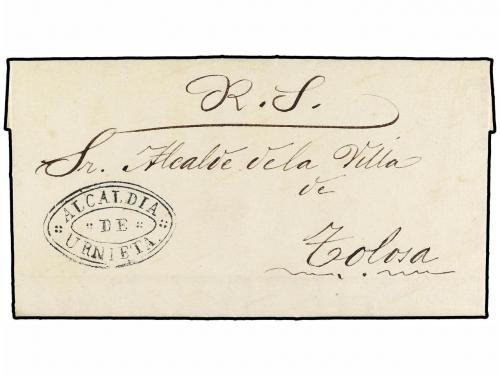 R. S.
Sr. Alcalde de la Villa
de
Tolosa
ALCALDIA
DE
URNIETA